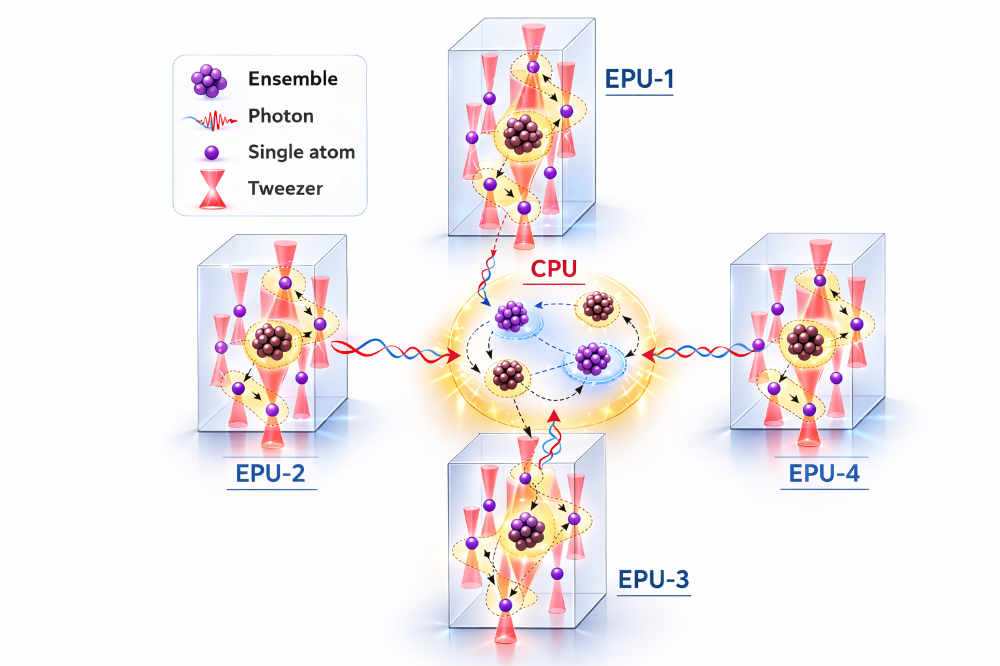 EPU-1
Ensemble
Photon
Single atom
Tweezer
CPU
EPU-2
EPU-4
EPU-3